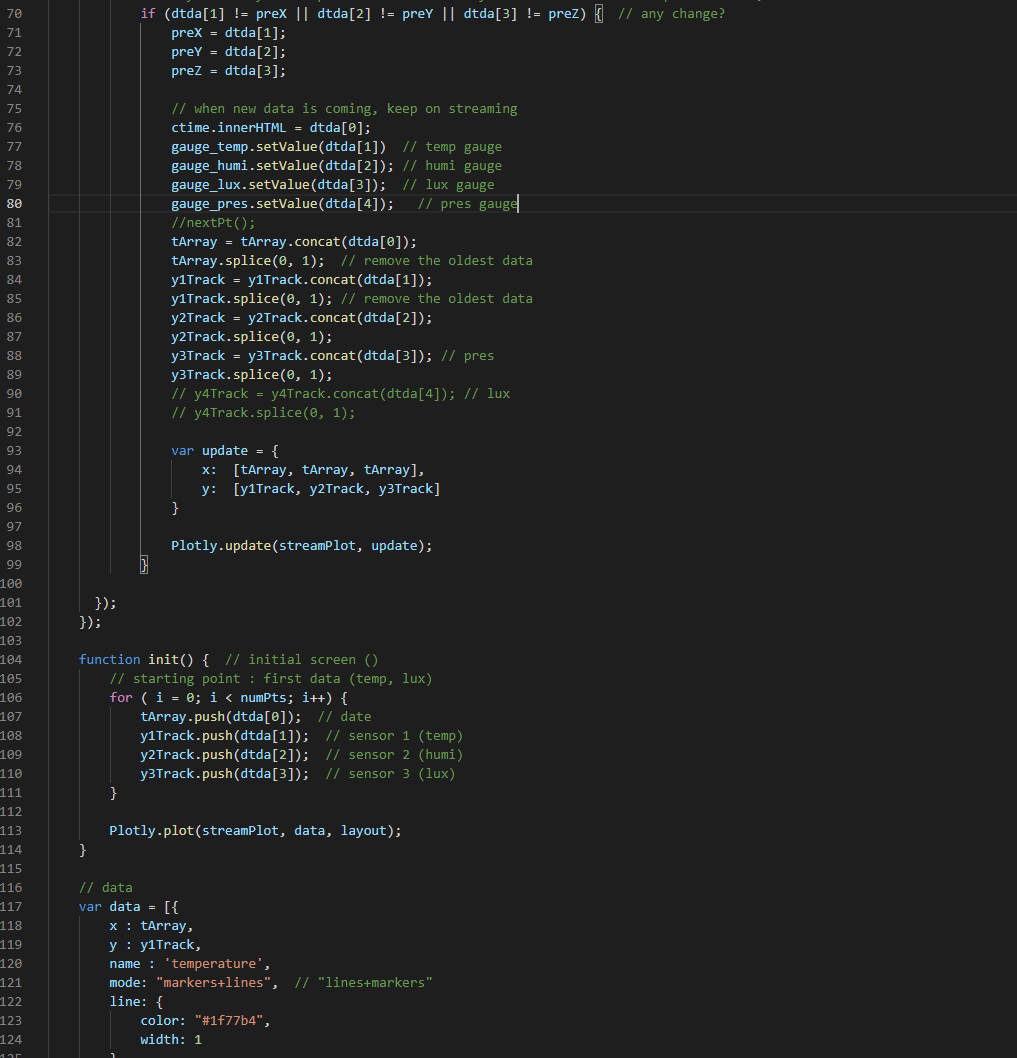 70 if (dtda[1] != preX || dtda[2] != preY || dtda[3] != preZ) { // any change?
71 preX = dtda[1];
72 preY = dtda[2];
73 preZ = dtda[3];
74
75 // when new data is coming, keep on streaming
76 ctime.innerHTML = dtda[0];
77 gauge_temp.setValue(dtda[1]) // temp gauge
78 gauge_humi.setValue(dtda[2]); // humi gauge
79 gauge_lux.setValue(dtda[3]); // lux gauge
80 gauge_pres.setValue(dtda[4]); // pres gauge
81 //nextPt();
82 tArray = tArray.concat(dtda[0]);
83 tArray.splice(0, 1); // remove the oldest data
84 y1Track = y1Track.concat(dtda[1]);
85 y1Track.splice(0, 1); // remove the oldest data
86 y2Track = y2Track.concat(dtda[2]);
87 y2Track.splice(0, 1);
88 y3Track = y3Track.concat(dtda[3]); // pres
89 y3Track.splice(0, 1);
90 // y4Track = y4Track.concat(dtda[4]); // lux
91 // y4Track.splice(0, 1);
92
93 var update = {
94 x: [tArray, tArray, tArray],
95 y: [y1Track, y2Track, y3Track]
96 }
97
98 Plotly.update(streamPlot, update);
99 }
100
101 });
102 });
103
104 function init() { // initial screen ()
105 // starting point : first data (temp, lux)
106 for ( i = 0; i < numPts; i++) {
107 tArray.push(dtda[0]); // date
108 y1Track.push(dtda[1]); // sensor 1 (temp)
109 y2Track.push(dtda[2]); // sensor 2 (humi)
110 y3Track.push(dtda[3]); // sensor 3 (lux)
111 }
112
113 Plotly.plot(streamPlot, data, layout);
114 }
115
116 // data
117 var data = [{
118 x : tArray,
119 y : y1Track,
120 name : 'temperature',
121 mode: "markers+lines", // "lines+markers"
122 line: {
123 color: "#1f77b4",
124 width: 1